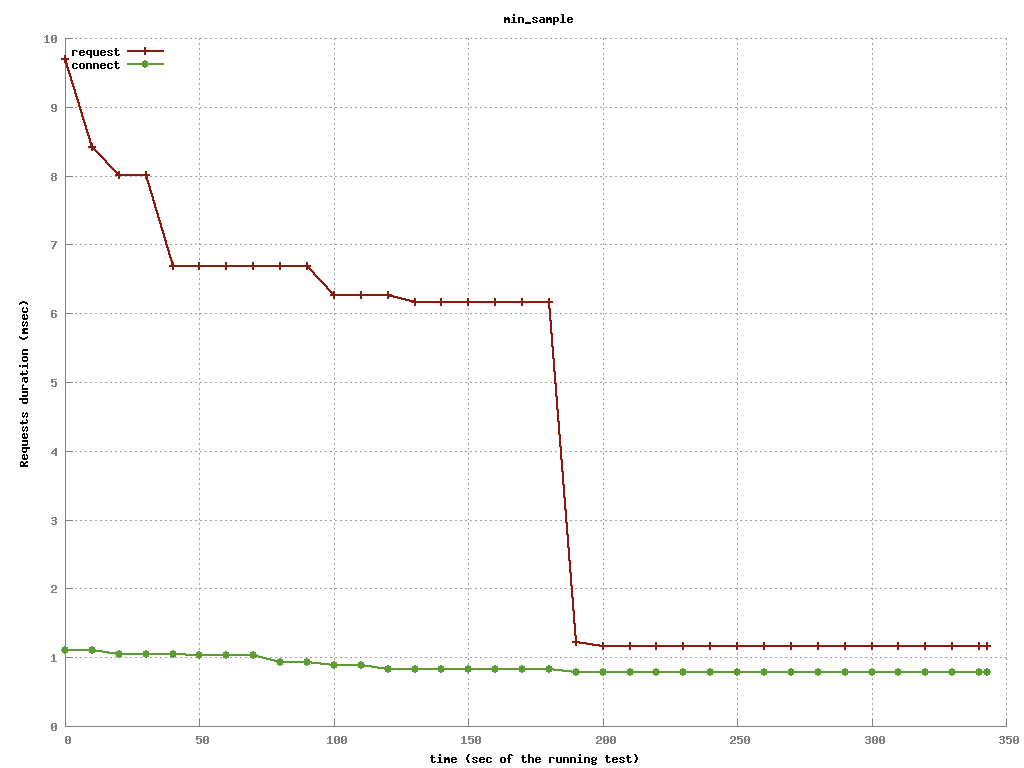 min_sample
request
connect
10
9
8
7
6
5
4
3
2
1
0
Requests duration (msec)
0 50 100 150 200 250 300 350
time (sec of the running test)